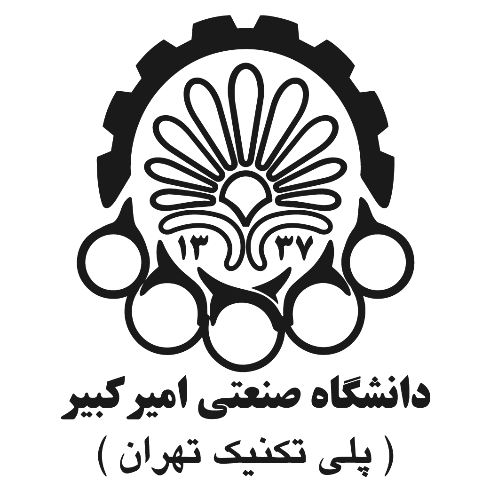 ۱۳ ۳۷
دانشگاه صنعتی امیرکبیر
( پلی تکنیک تهران )